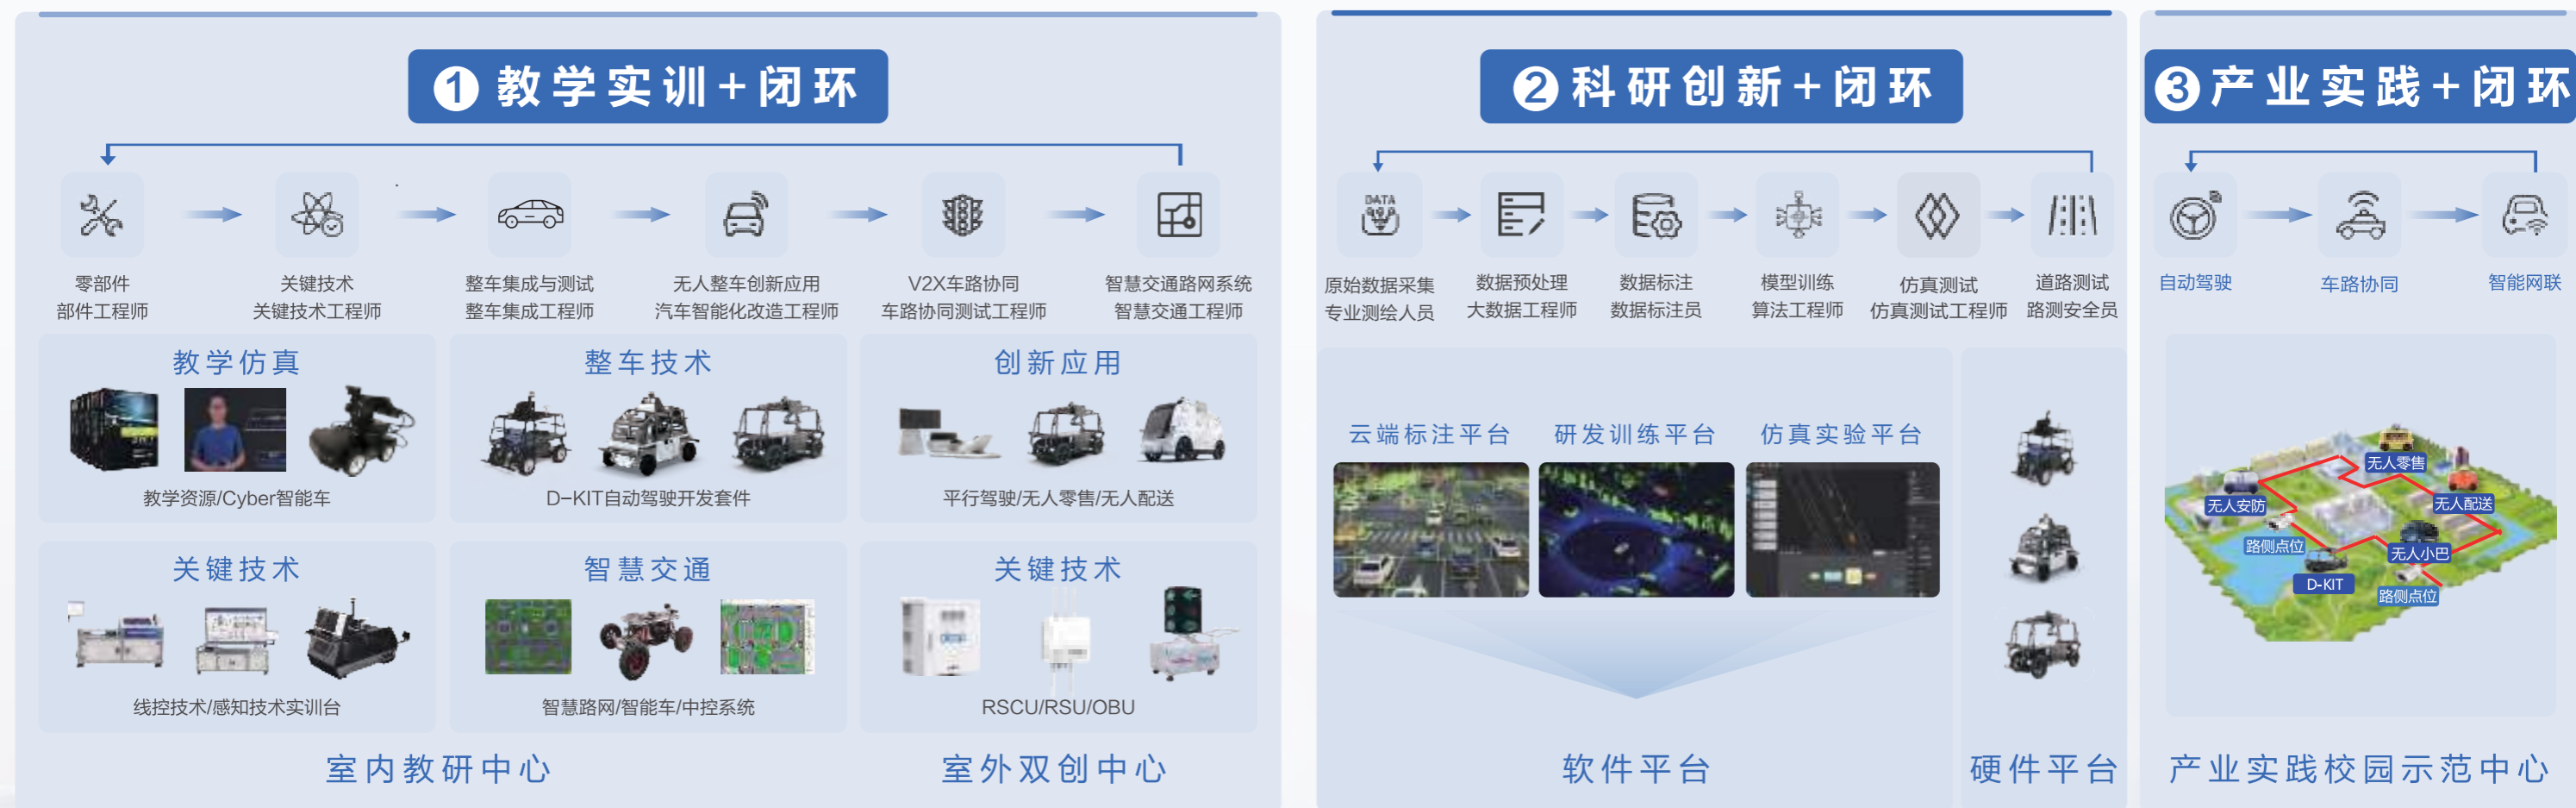 1 教学实训+闭环
零部件
部件工程师
关键技术
关键技术工程师
整车集成与测试
整车集成工程师
无人整车创新应用
汽车智能化改造工程师
V2X车路协同
车路协同测试工程师
智慧交通路网系统
智慧交通工程师
教学仿真
教学资源/Cyber智能车
整车技术
D-KIT自动驾驶开发套件
创新应用
平行驾驶/无人零售/无人配送
关键技术
线控技术/感知技术实训台
智慧交通
智慧路网/智能车/中控系统
关键技术
RSCU/RSU/OBU
室内教研中心
室外双创中心
2 科研创新+闭环
DATA
原始数据采集
专业测绘人员
数据预处理
大数据工程师
数据标注
数据标注员
模型训练
算法工程师
仿真测试
仿真测试工程师
道路测试
路测安全员
云端标注平台
研发训练平台
仿真实验平台
软件平台
硬件平台
3 产业实践+闭环
自动驾驶
车路协同
智能网联
无人零售
无人安防
无人配送
路侧点位
无人小巴
D-KIT
路侧点位
产业实践校园示范中心